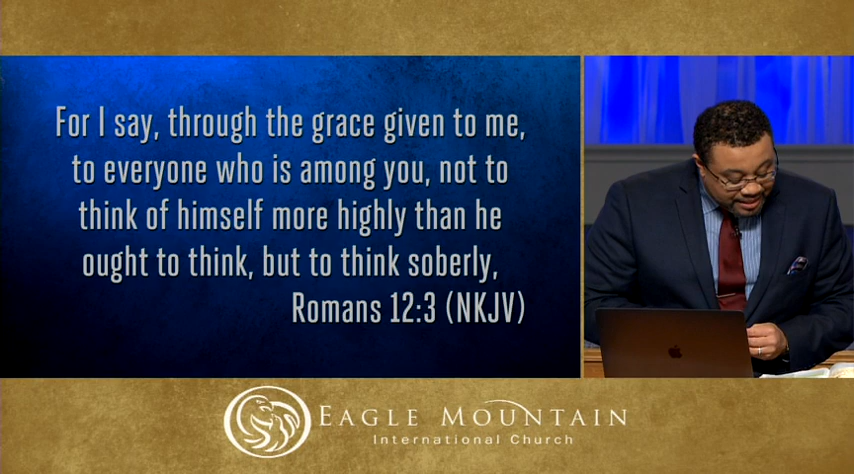 For I say, through the grace given to me,
to everyone who is among you, not to
think of himself more highly than he
ought to think, but to think soberly,
Romans 12:3 (NKJV)
EAGLE MOUNTAIN
International Church